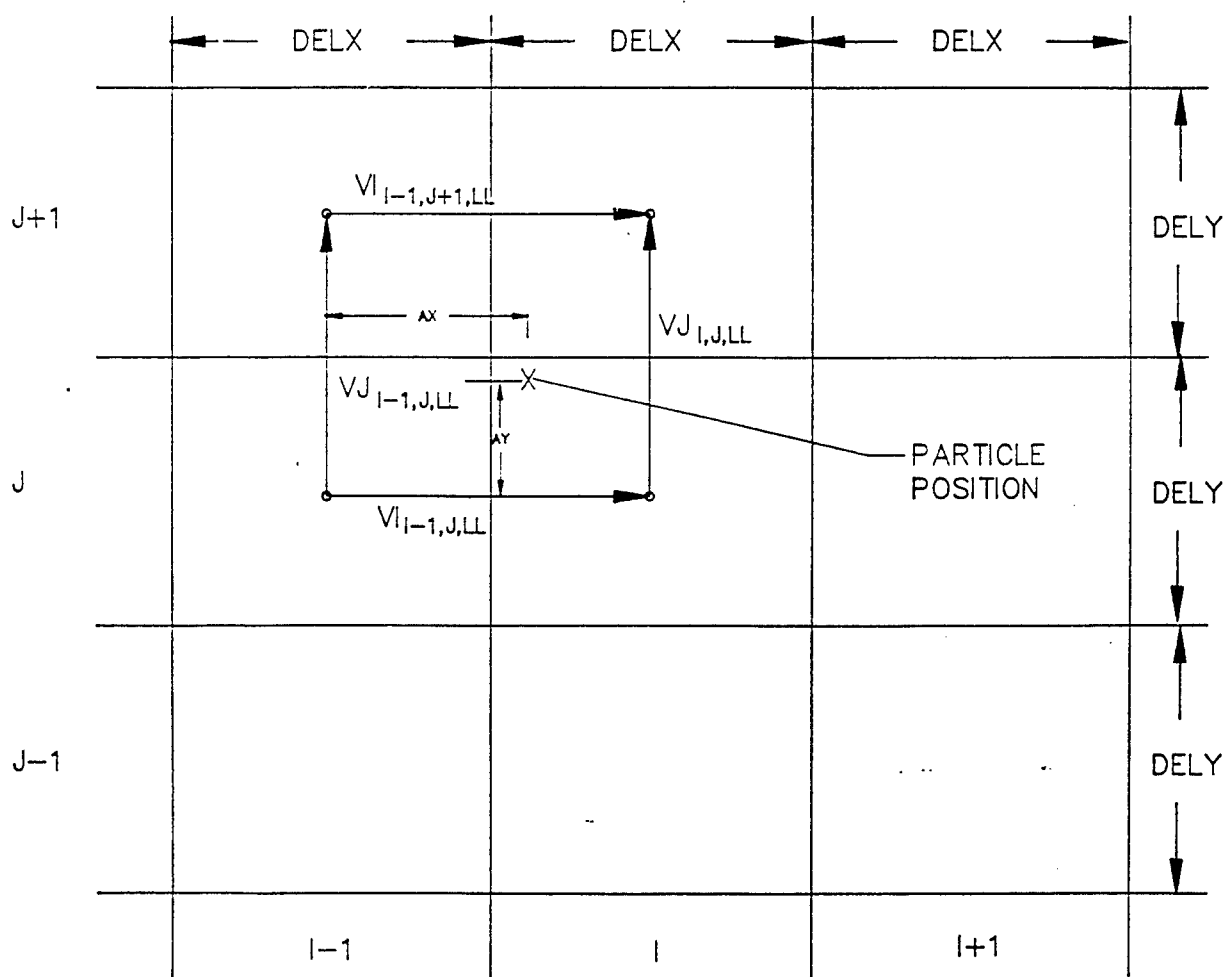 DELX DELX DELX
VI I-1,J+1,LL
J+1
DELY
AX
VJ I,J,LL
VJ I-1,J,LL
X
AY
PARTICLE
POSITION
J
DELY
VI I-1,J,LL
J-1
DELY
I-1 I I+1